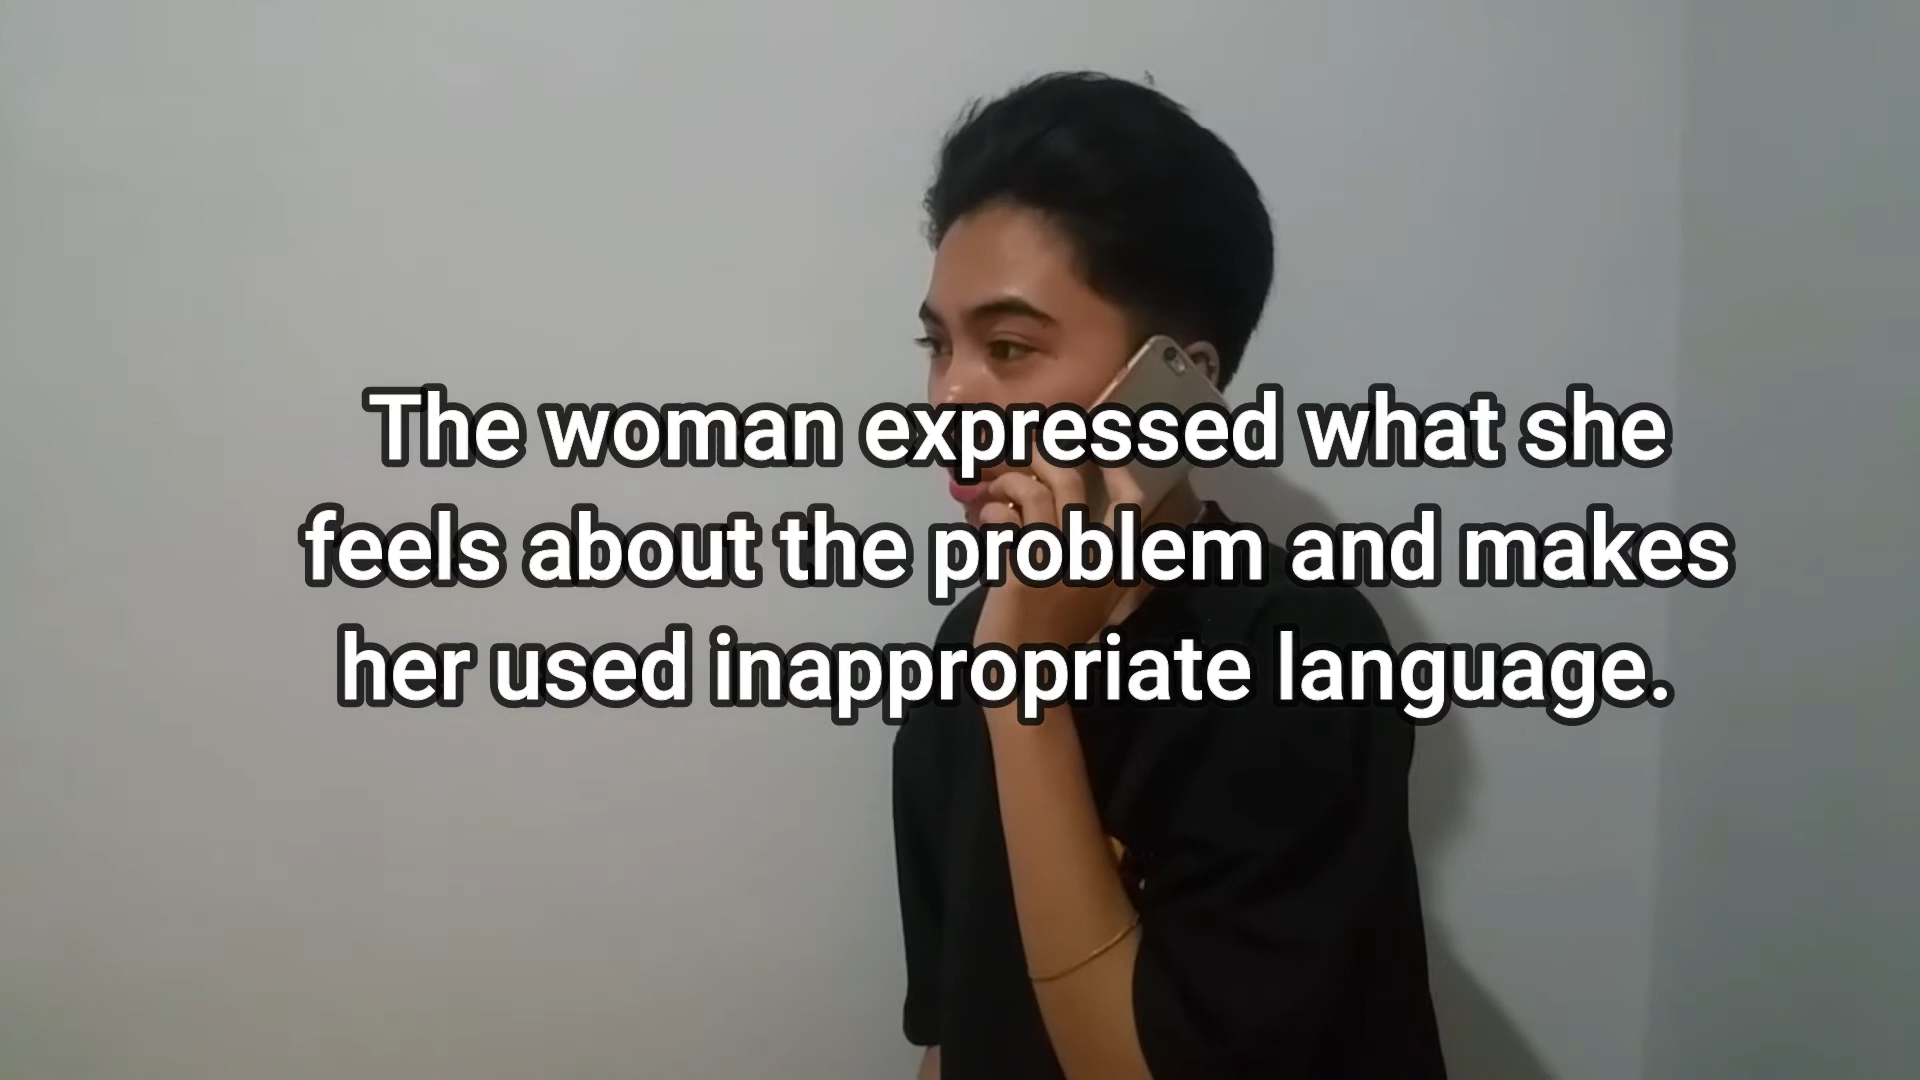 The woman expressed what she
feels about the problem and makes
her used inappropriate language.